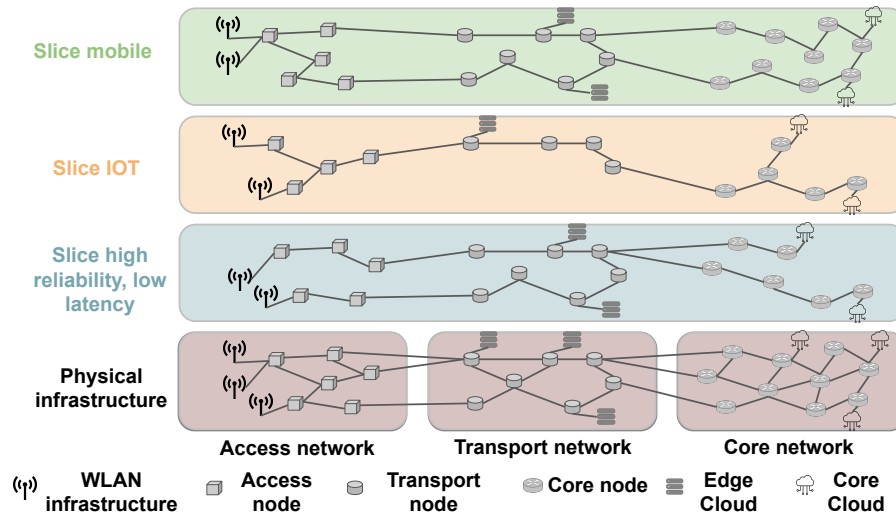 Slice mobile
Slice IOT
Slice high
reliability, low
latency
Physical
infrastructure
Access network
Transport network
Core network
WLAN
infrastructure
Access
node
Transport
node
Core node
Edge
Cloud
Core
Cloud